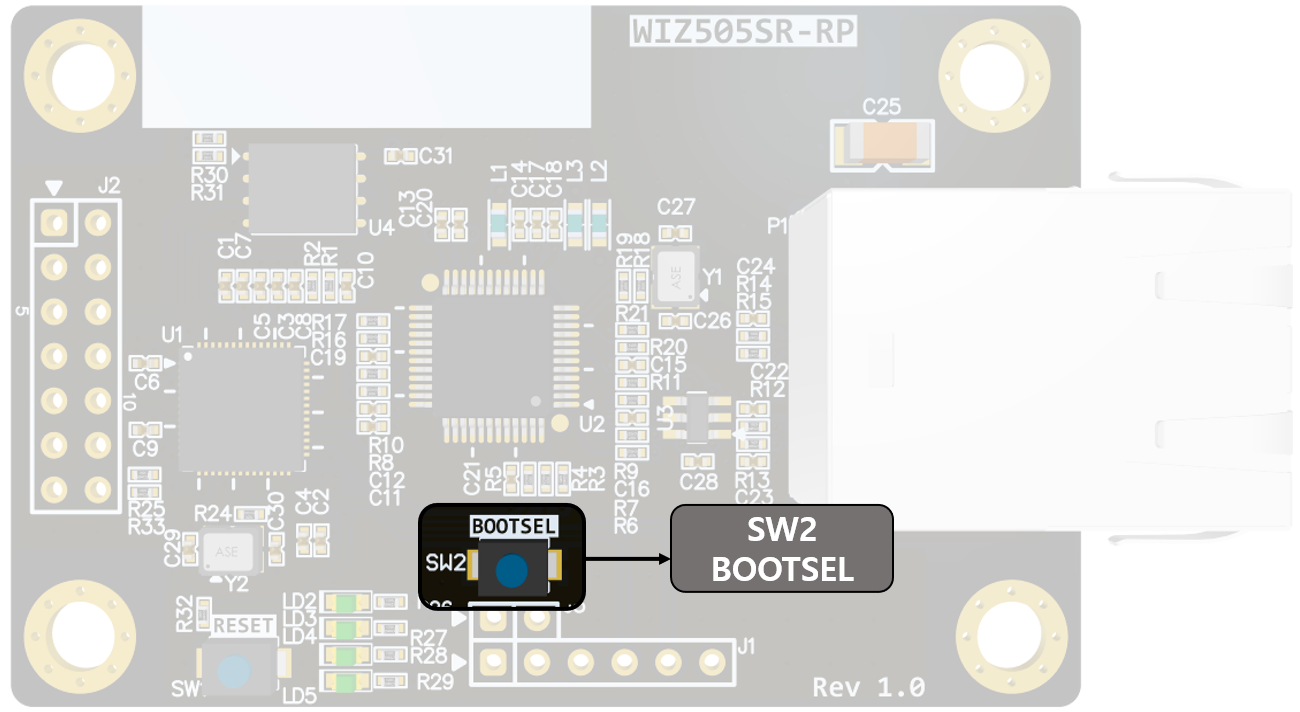 WIZ505SR-RP
C25
R30
R31
C31
U4
J2
5
10
L1
C14
C17
C18
L3
L2
C13
C20
C27
P1
C1
C7
R2
R1
C10
R19
R18
ASE
Y1
C24
R14
R15
C26
U1
C5
C3
C8
R17
R16
C19
R21
R20
C15
R11
C6
C22
R12
U3
U2
C9
R10
R8
C12
C11
C21
R5
R4
R3
R9
C16
R7
R6
C28
R13
C23
R25
R33
R24
C30
C4
C2
C29
ASE
Y2
BOOTSEL
SW2
SW2
BOOTSEL
R32
RESET
SW
LD2
LD3
LD4
LD5
R27
R28
R29
J1
Rev 1.0